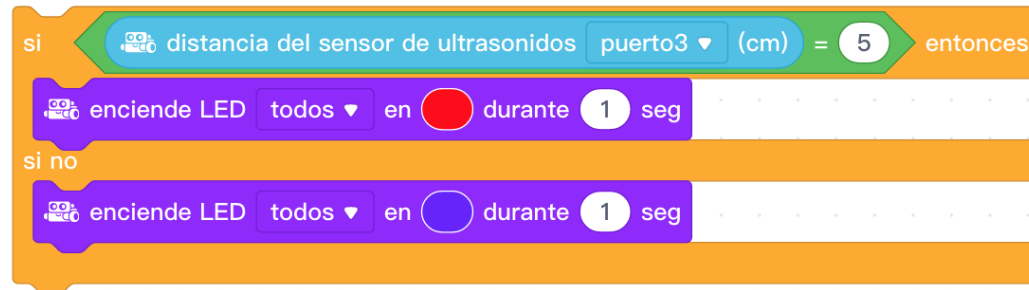 si distancia del sensor de ultrasonidos puerto3 ▼ (cm) = 5 entonces
enciende LED todos ▼ en durante 1 seg
si no
enciende LED todos ▼ en durante 1 seg